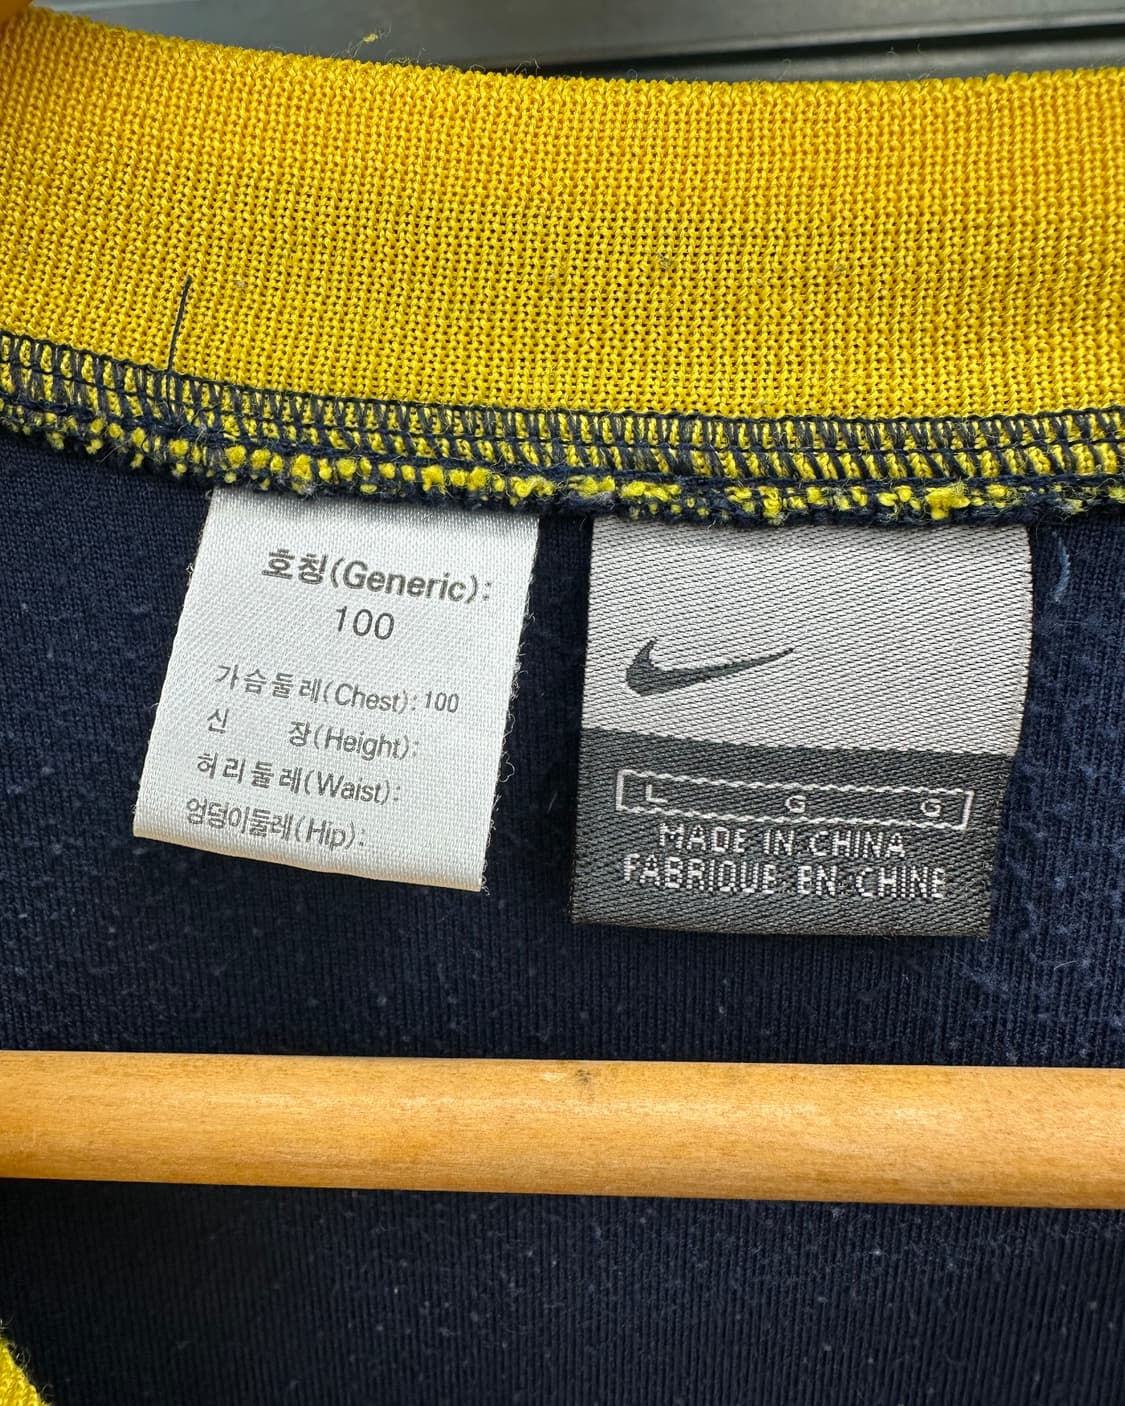 호칭(Generic):
100
가슴둘레(Chest):100
신 장(Height):
허리둘레(Waist):
엉덩이둘레(Hip):
L G G
MADE IN CHINA
FABRIQUE EN CHINE